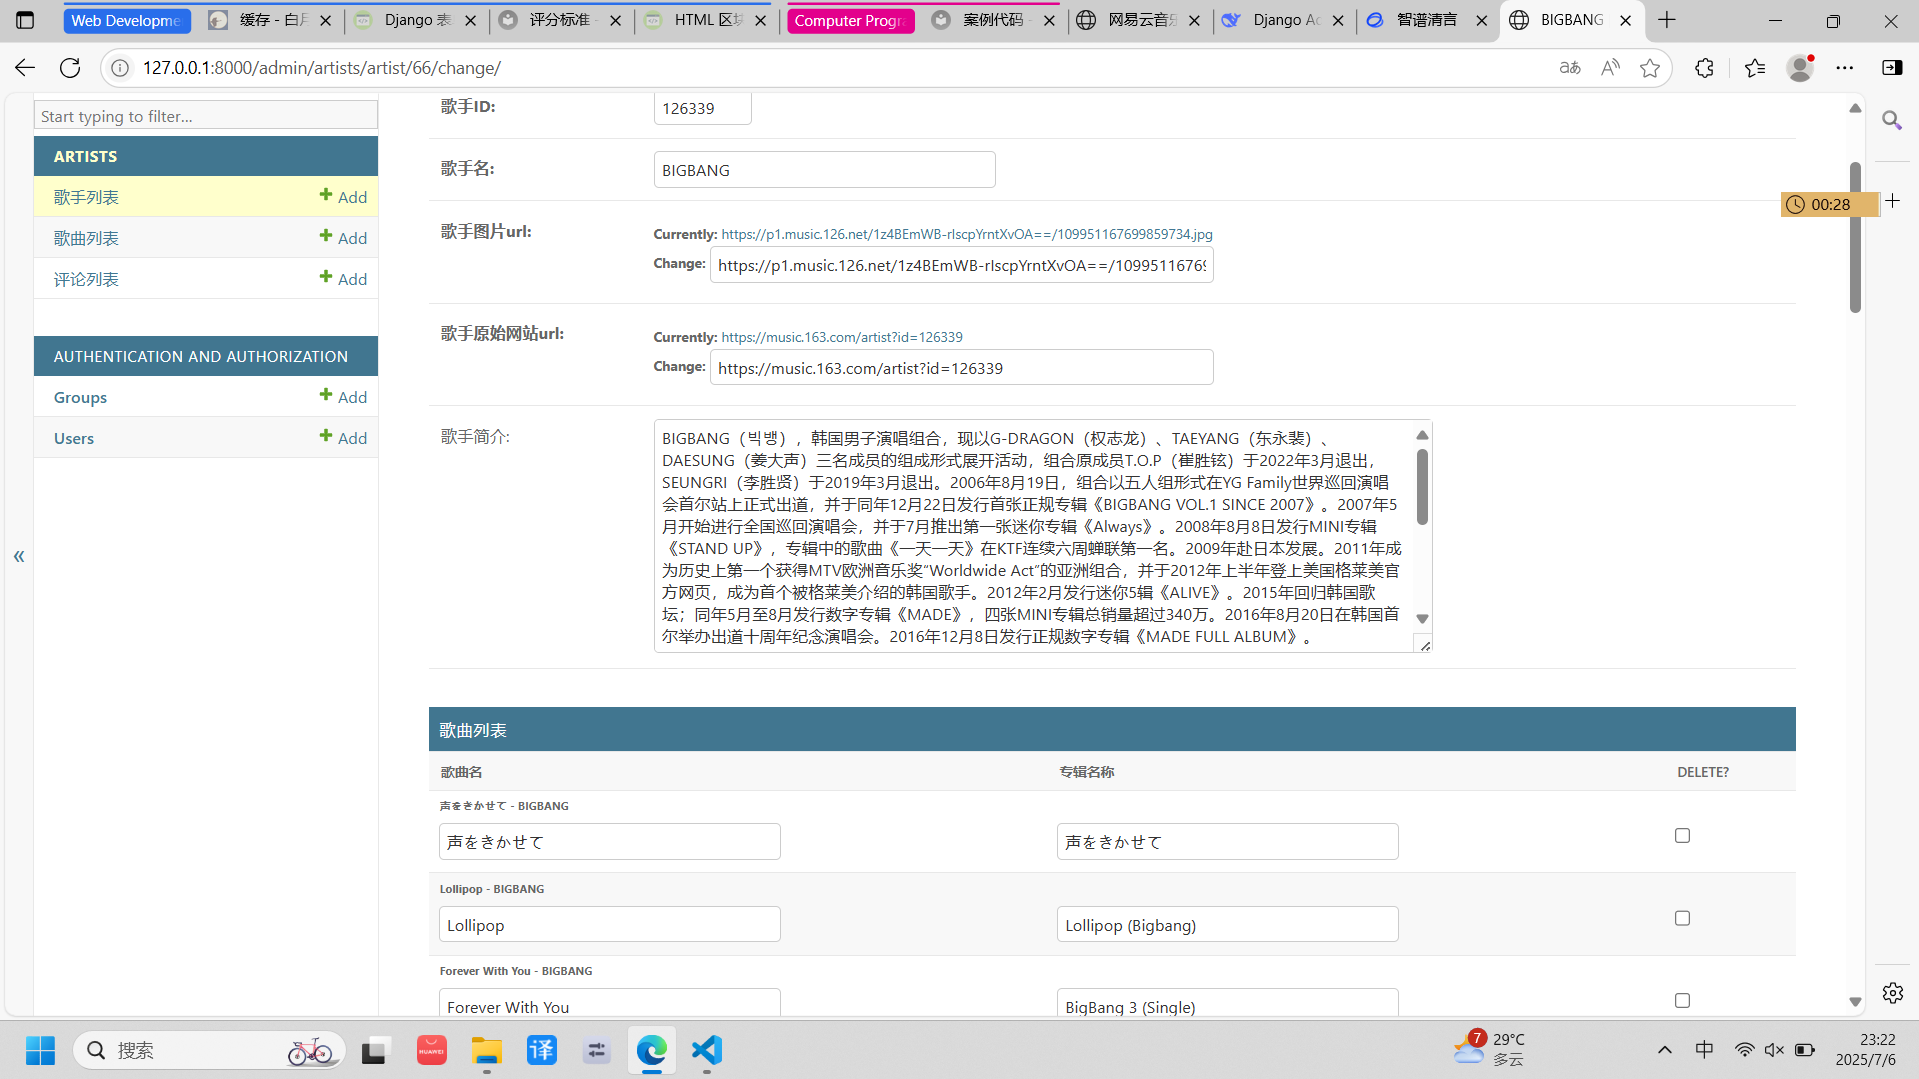 Web Developme
缓存 - 白月
Django 表
评分标准 -
HTML 区块
Computer Progra
案例代码 -
网易云音乐
Django Ad
智谱清言
BIGBANG
127.0.0.1:8000/admin/artists/artist/66/change/
Start typing to filter...
ARTISTS
歌手列表
Add
歌曲列表
Add
评论列表
Add
AUTHENTICATION AND AUTHORIZATION
Groups
Add
Users
Add
«
歌手ID:
126339
歌手名:
BIGBANG
歌手图片url:
Currently: https://p1.music.126.net/1z4BEmWB-rIscpYrntXvOA==/109951167699859734.jpg
Change: https://p1.music.126.net/1z4BEmWB-rIscpYrntXvOA==/10995116769
歌手原始网站url:
Currently: https://music.163.com/artist?id=126339
Change: https://music.163.com/artist?id=126339
歌手简介:
BIGBANG（빅뱅），韩国男子演唱组合，现以G-DRAGON（权志龙）、TAEYANG（东永裴）、
DAESUNG（姜大声）三名成员的组成形式展开活动，组合原成员T.O.P（崔胜铉）于2022年3月退出，
SEUNGRI（李胜贤）于2019年3月退出。2006年8月19日，组合以五人组形式在YG Family世界巡回演唱
会首尔站上正式出道，并于同年12月22日发行首张正规专辑《BIGBANG VOL.1 SINCE 2007》。2007年5
月开始进行全国巡回演唱会，并于7月推出第一张迷你专辑《Always》。2008年8月8日发行MINI专辑
《STAND UP》，专辑中的歌曲《一天一天》在KTF连续六周蝉联第一名。2009年赴日本发展。2011年成
为历史上第一个获得MTV欧洲音乐奖“Worldwide Act”的亚洲组合，并于2012年上半年登上美国格莱美官
方网页，成为首个被格莱美介绍的韩国歌手。2012年2月发行迷你5辑《ALIVE》。2015年回归韩国歌
坛；同年5月至8月发行数字专辑《MADE》，四张MINI专辑总销量超过340万。2016年8月20日在韩国首
尔举办出道十周年纪念演唱会。2016年12月8日发行正规数字专辑《MADE FULL ALBUM》。
00:28
歌曲列表
歌曲名
专辑名称
DELETE?
声をきかせて - BIGBANG
声をきかせて
声をきかせて
Lollipop - BIGBANG
Lollipop
Lollipop (Bigbang)
Forever With You - BIGBANG
Forever With You
BigBang 3 (Single)
搜索
HUAWEI
译
7
29°C
多云
中
23:22
2025/7/6